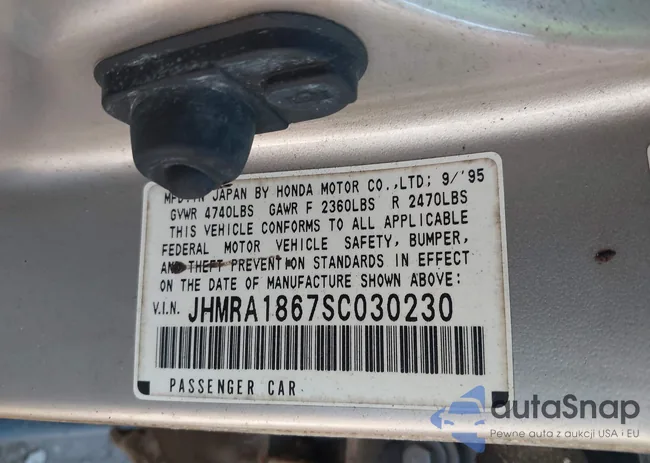 MFD IN JAPAN BY HONDA MOTOR CO.,LTD; 9/'95
GVWR 4740LBS GAWR F 2360LBS R 2470LBS
THIS VEHICLE CONFORMS TO ALL APPLICABLE
FEDERAL MOTOR VEHICLE SAFETY, BUMPER,
AND THEFT PREVENTION STANDARDS IN EFFECT
ON THE DATE OF MANUFACTURE SHOWN ABOVE:
V.I.N. JHMRA1867SC030230
PASSENGER CAR
autoSnap
Pewne auta z aukcji USA i EU